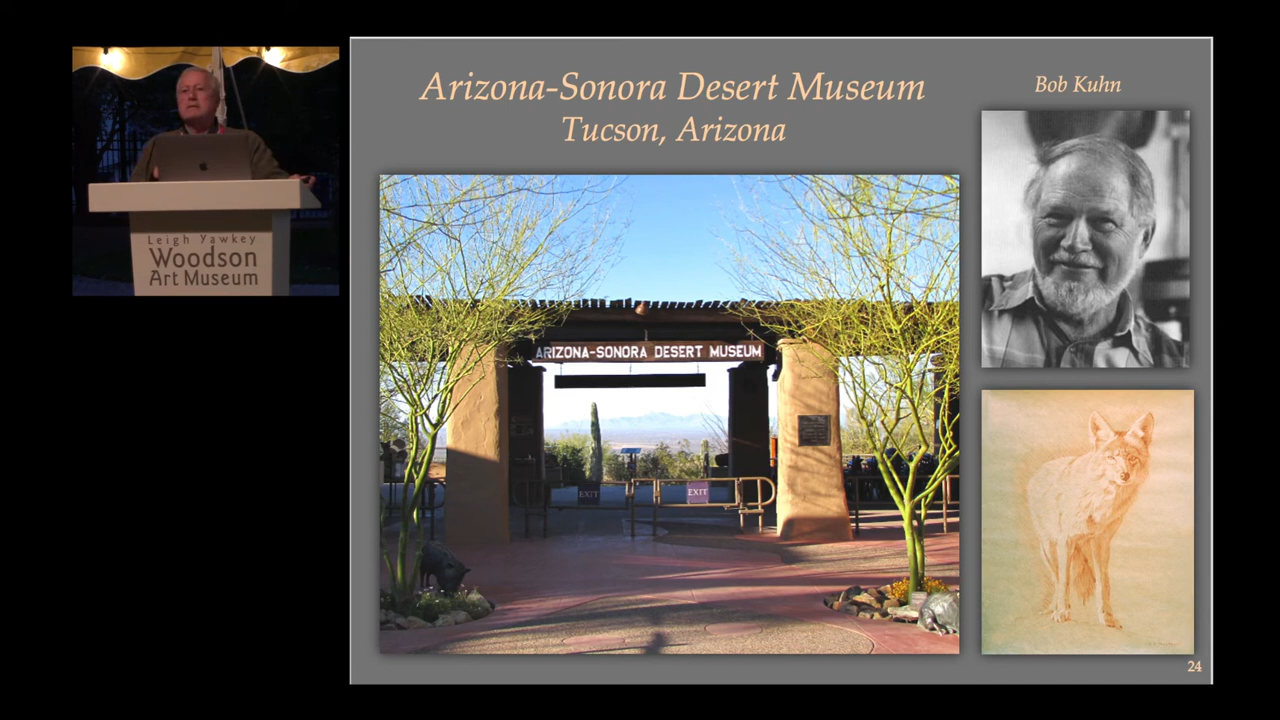 Arizona-Sonora Desert Museum
Tucson, Arizona
Bob Kuhn
Leigh Yawkey
Woodson
Art Museum
ARIZONA-SONORA DESERT MUSEUM
EXIT
EXIT
24